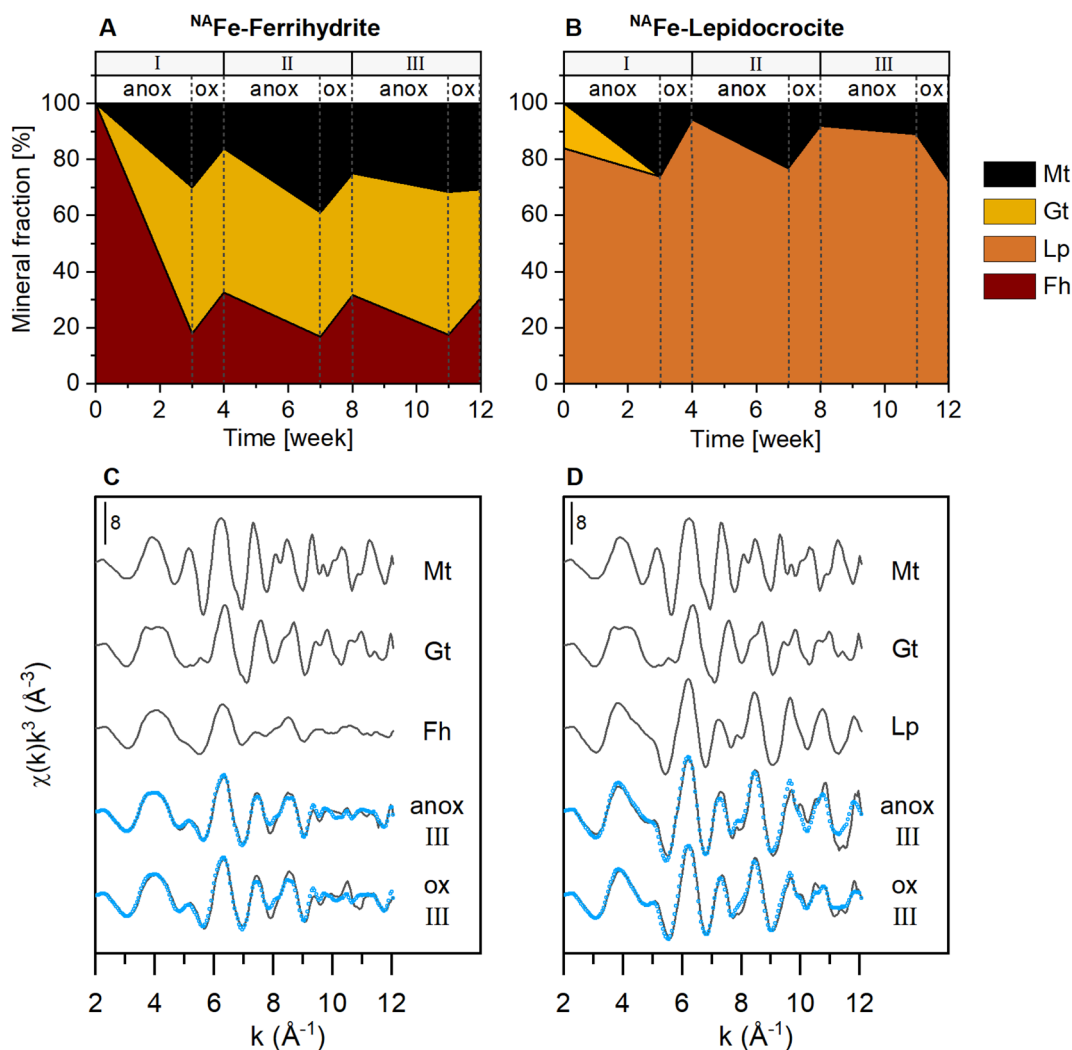 A NAFe-Ferrihydrite
I II III
anox ox anox ox anox ox
100
80
60
40
20
0
Mineral fraction [%]
0 2 4 6 8 10 12
Time [week]
B NAFe-Lepidocrocite
I II III
anox ox anox ox anox ox
100
80
60
40
20
0
0 2 4 6 8 10 12
Time [week]
Mt
Gt
Lp
Fh
C
8
Mt
Gt
Fh
anox
III
ox
III
χ(k)k³ (Å⁻³)
2 4 6 8 10 12
k (Å⁻¹)
D
8
Mt
Gt
Lp
anox
III
ox
III
2 4 6 8 10 12
k (Å⁻¹)